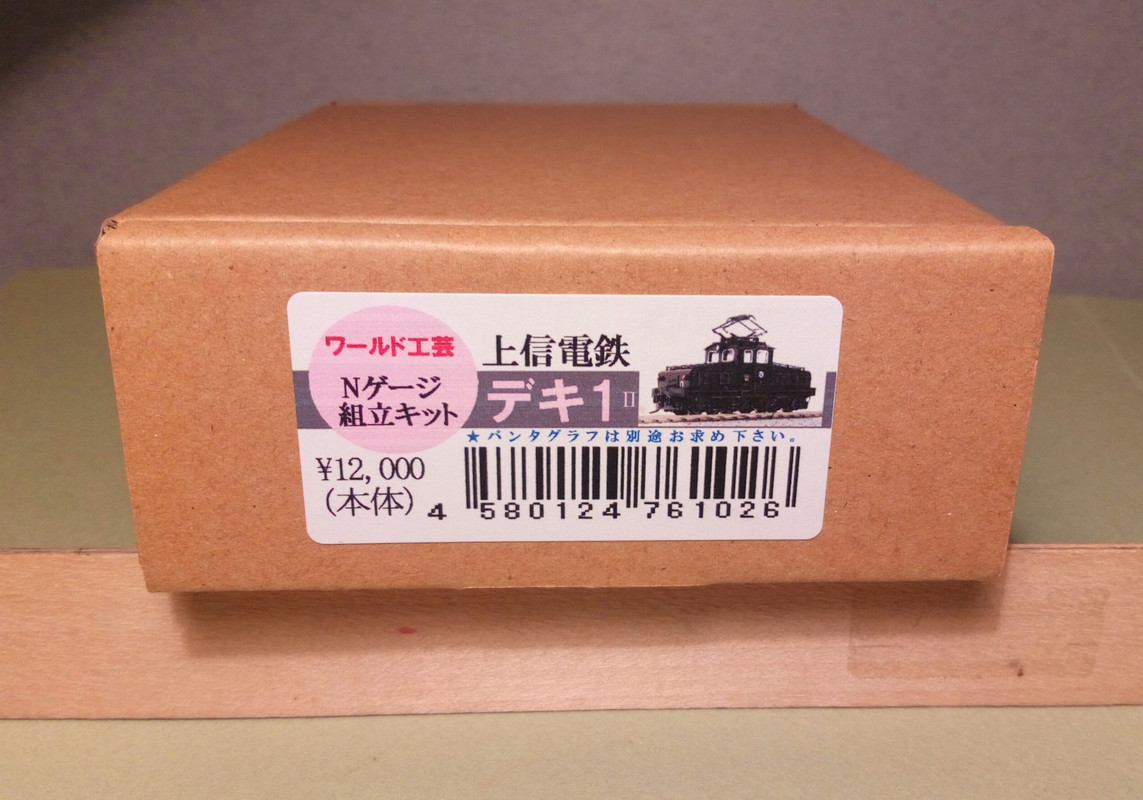 ワールド工芸
Nゲージ
組立キット
上信電鉄
デキ1 II
★パンタグラフは別途お求め下さい。
¥12,000
(本体)
4 580124 761026